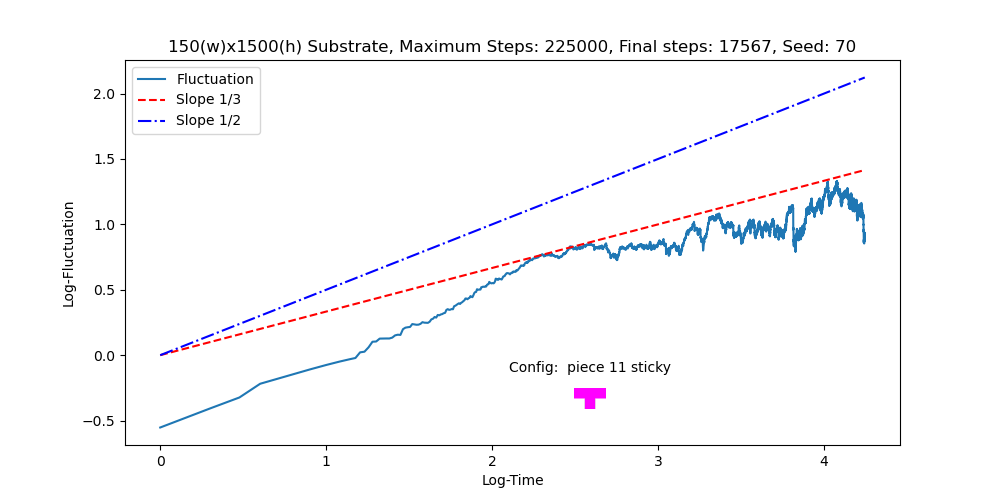 150(w)x1500(h) Substrate, Maximum Steps: 225000, Final steps: 17567, Seed: 70
Fluctuation
Slope 1/3
Slope 1/2
2.0
1.5
1.0
0.5
0.0
−0.5
Log-Fluctuation
Config:  piece 11 sticky
0
1
2
3
4
Log-Time